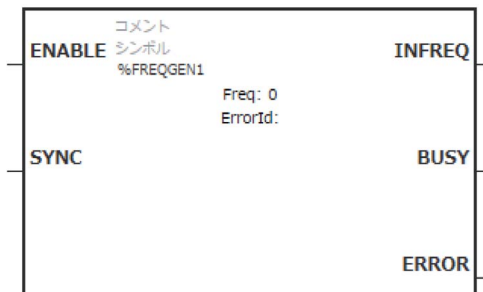 コメント
ENABLE シンボル INFREQ
%FREQGEN1
Freq: 0
ErrorId:
SYNC BUSY
ERROR